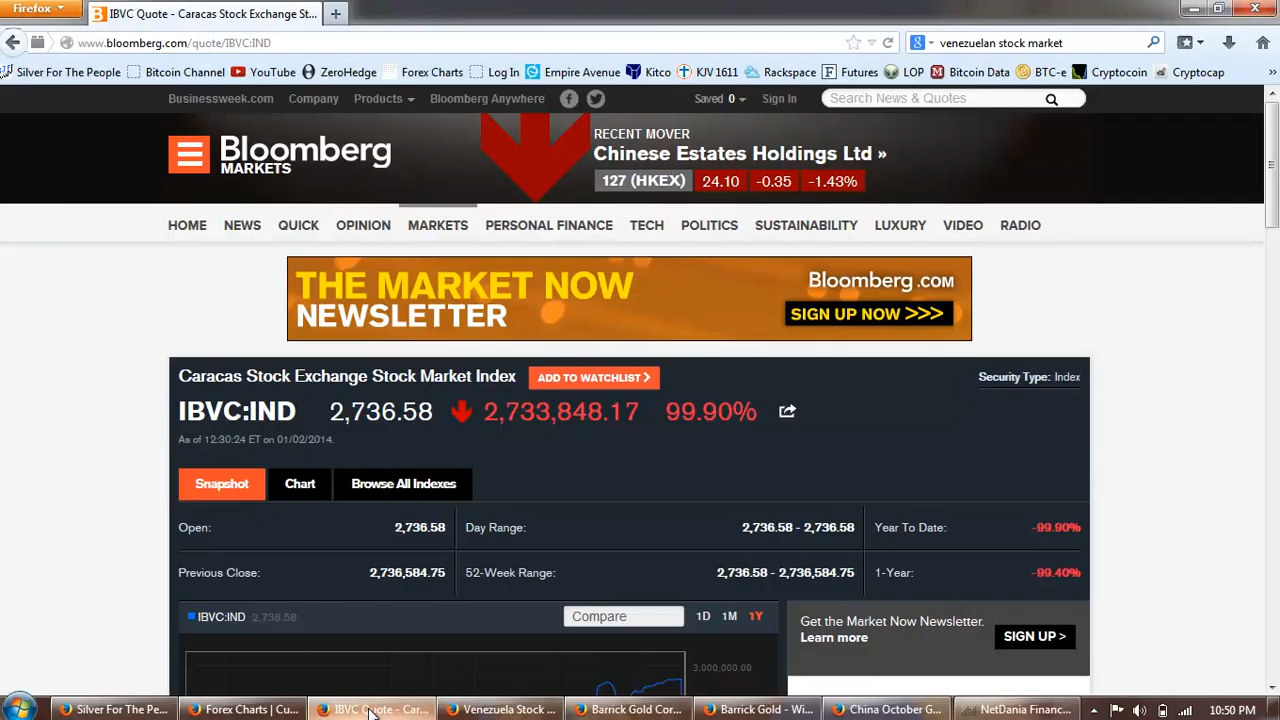 Firefox
IBVC Quote - Caracas Stock Exchange St...
www.bloomberg.com/quote/IBVC:IND
venezuelan stock market
Silver For The People Bitcoin Channel YouTube ZeroHedge Forex Charts Log In Empire Avenue Kitco KJV 1611 Rackspace Futures LOP Bitcoin Data BTC-e Cryptocoin Cryptocap »
Businessweek.com Company Products Bloomberg Anywhere Saved 0 Sign In Search News & Quotes
RECENT MOVER
Chinese Estates Holdings Ltd »
Bloomberg
MARKETS
127 (HKEX) 24.10 -0.35 -1.43%
HOME NEWS QUICK OPINION MARKETS PERSONAL FINANCE TECH POLITICS SUSTAINABILITY LUXURY VIDEO RADIO
THE MARKET NOW
NEWSLETTER
Bloomberg.COM
SIGN UP NOW >>>
Caracas Stock Exchange Stock Market Index ADD TO WATCHLIST > Security Type: Index
IBVC:IND 2,736.58 2,733,848.17 99.90%
As of 12:30:24 ET on 01/02/2014.
Snapshot Chart Browse All Indexes
Open: 2,736.58 Day Range: 2,736.58 - 2,736.58 Year To Date: -99.90%
Previous Close: 2,736,584.75 52-Week Range: 2,736.58 - 2,736,584.75 1-Year: -99.40%
IBVC:IND 2,736.58 Compare 1D 1M 1Y
Get the Market Now Newsletter.
Learn more
SIGN UP >
3,000,000.00
Silver For The Pe... Forex Charts | Cu... IBVC Quote - Car... Venezuela Stock ... Barrick Gold Cor... Barrick Gold - Wi... China October G... NetDania Financ... 10:50 PM